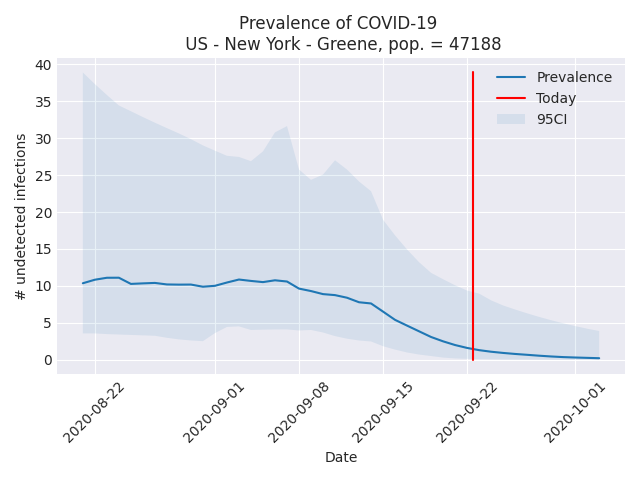 Prevalence of COVID-19
US - New York - Greene, pop. = 47188
Prevalence
Today
95CI
# undetected infections
40
35
30
25
20
15
10
5
0
2020-08-22
2020-09-01
2020-09-08
2020-09-15
2020-09-22
2020-10-01
Date